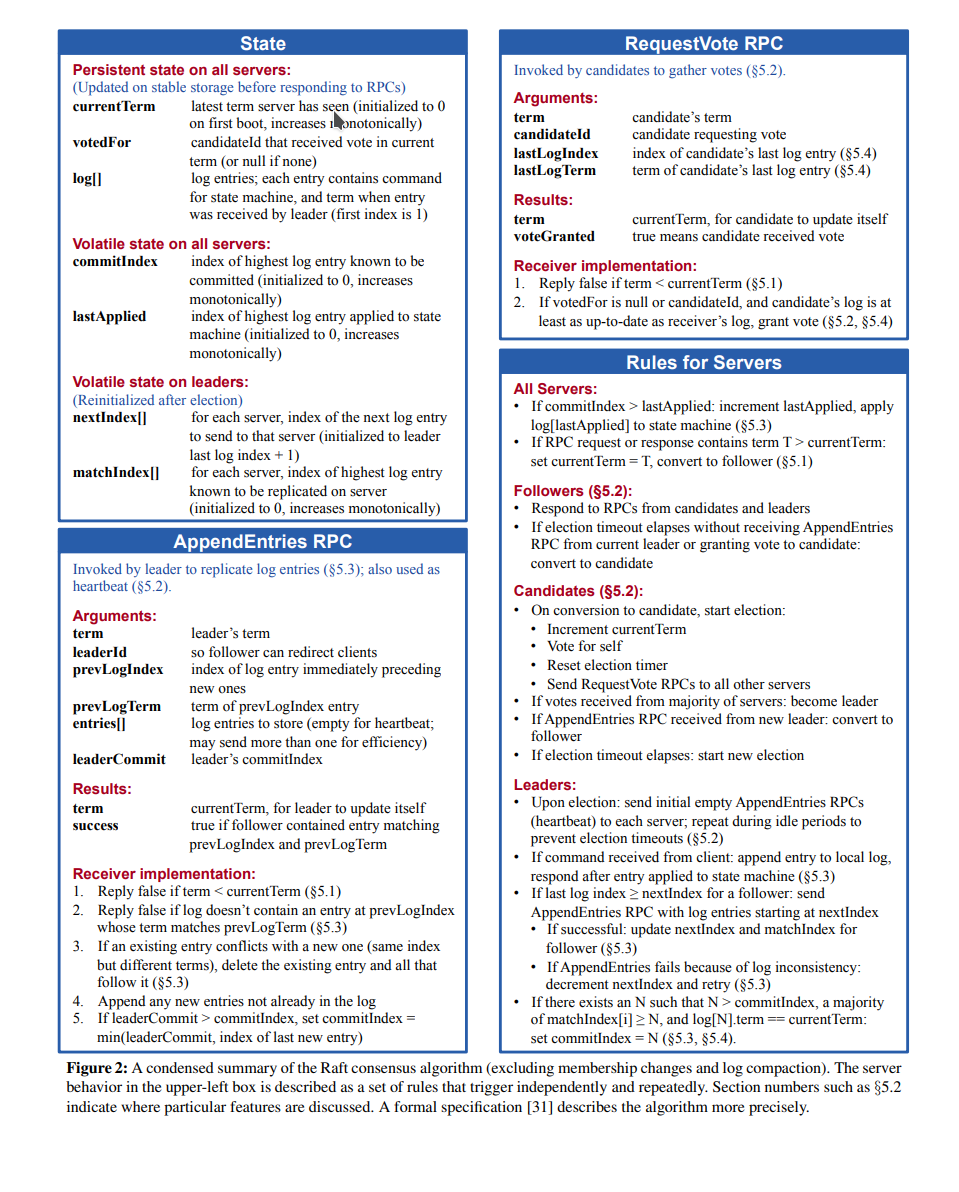 State
Persistent state on all servers:
(Updated on stable storage before responding to RPCs)
currentTerm latest term server has seen (initialized to 0
on first boot, increases monotonically)
votedFor candidateId that received vote in current
term (or null if none)
log[] log entries; each entry contains command
for state machine, and term when entry
was received by leader (first index is 1)
Volatile state on all servers:
commitIndex index of highest log entry known to be
committed (initialized to 0, increases
monotonically)
lastApplied index of highest log entry applied to state
machine (initialized to 0, increases
monotonically)
Volatile state on leaders:
(Reinitialized after election)
nextIndex[] for each server, index of the next log entry
to send to that server (initialized to leader
last log index + 1)
matchIndex[] for each server, index of highest log entry
known to be replicated on server
(initialized to 0, increases monotonically)
AppendEntries RPC
Invoked by leader to replicate log entries (§5.3); also used as
heartbeat (§5.2).
Arguments:
term leader’s term
leaderId so follower can redirect clients
prevLogIndex index of log entry immediately preceding
new ones
prevLogTerm term of prevLogIndex entry
entries[] log entries to store (empty for heartbeat;
may send more than one for efficiency)
leaderCommit leader’s commitIndex
Results:
term currentTerm, for leader to update itself
success true if follower contained entry matching
prevLogIndex and prevLogTerm
Receiver implementation:
1. Reply false if term < currentTerm (§5.1)
2. Reply false if log doesn’t contain an entry at prevLogIndex
whose term matches prevLogTerm (§5.3)
3. If an existing entry conflicts with a new one (same index
but different terms), delete the existing entry and all that
follow it (§5.3)
4. Append any new entries not already in the log
5. If leaderCommit > commitIndex, set commitIndex =
min(leaderCommit, index of last new entry)
RequestVote RPC
Invoked by candidates to gather votes (§5.2).
Arguments:
term candidate’s term
candidateId candidate requesting vote
lastLogIndex index of candidate’s last log entry (§5.4)
lastLogTerm term of candidate’s last log entry (§5.4)
Results:
term currentTerm, for candidate to update itself
voteGranted true means candidate received vote
Receiver implementation:
1. Reply false if term < currentTerm (§5.1)
2. If votedFor is null or candidateId, and candidate’s log is at
least as up-to-date as receiver’s log, grant vote (§5.2, §5.4)
Rules for Servers
All Servers:
• If commitIndex > lastApplied: increment lastApplied, apply
log[lastApplied] to state machine (§5.3)
• If RPC request or response contains term T > currentTerm:
set currentTerm = T, convert to follower (§5.1)
Followers (§5.2):
• Respond to RPCs from candidates and leaders
• If election timeout elapses without receiving AppendEntries
RPC from current leader or granting vote to candidate:
convert to candidate
Candidates (§5.2):
• On conversion to candidate, start election:
• Increment currentTerm
• Vote for self
• Reset election timer
• Send RequestVote RPCs to all other servers
• If votes received from majority of servers: become leader
• If AppendEntries RPC received from new leader: convert to
follower
• If election timeout elapses: start new election
Leaders:
• Upon election: send initial empty AppendEntries RPCs
(heartbeat) to each server; repeat during idle periods to
prevent election timeouts (§5.2)
• If command received from client: append entry to local log,
respond after entry applied to state machine (§5.3)
• If last log index ≥ nextIndex for a follower: send
AppendEntries RPC with log entries starting at nextIndex
• If successful: update nextIndex and matchIndex for
follower (§5.3)
• If AppendEntries fails because of log inconsistency:
decrement nextIndex and retry (§5.3)
• If there exists an N such that N > commitIndex, a majority
of matchIndex[i] ≥ N, and log[N].term == currentTerm:
set commitIndex = N (§5.3, §5.4).
Figure 2: A condensed summary of the Raft consensus algorithm (excluding membership changes and log compaction). The server
behavior in the upper-left box is described as a set of rules that trigger independently and repeatedly. Section numbers such as §5.2
indicate where particular features are discussed. A formal specification [31] describes the algorithm more precisely.